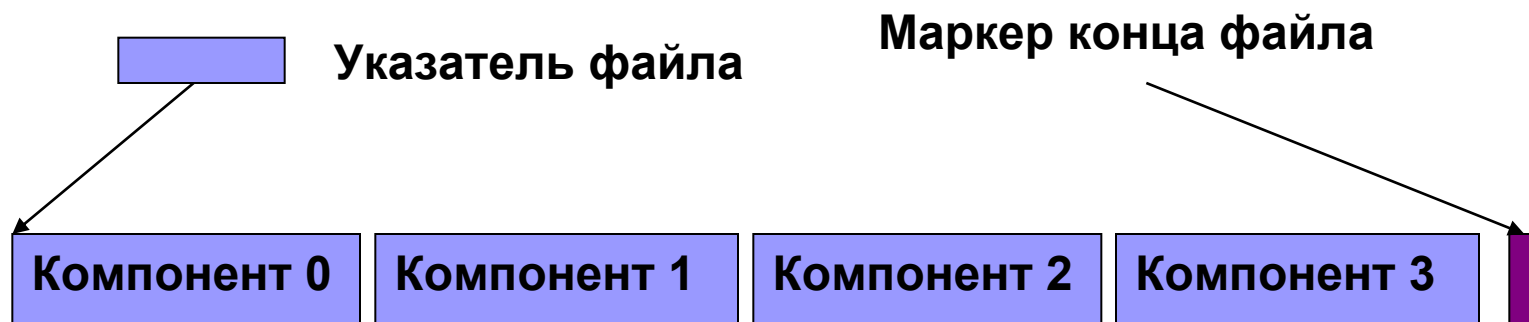 Указатель файла
Маркер конца файла
Компонент 0
Компонент 1
Компонент 2
Компонент 3